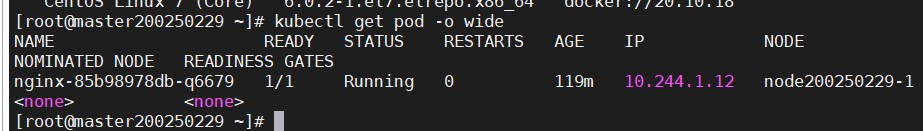 CentOS Linux 7 (Core)   6.0.2-1.el7.elrepo.x86_64   docker://20.10.18
[root@master200250229 ~]# kubectl get pod -o wide
NAME                     READY   STATUS    RESTARTS   AGE    IP            NODE
NOMINATED NODE   READINESS GATES
nginx-85b98978db-q6679   1/1     Running   0          119m   10.244.1.12   node200250229-1
<none>           <none>
[root@master200250229 ~]#